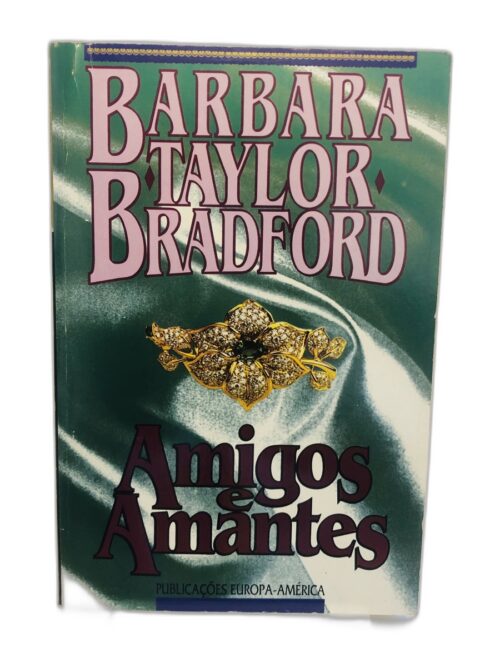 BARBARA
TAYLOR
BRADFORD
Amigos
e
Amantes
PUBLICAÇÕES EUROPA-AMÉRICA